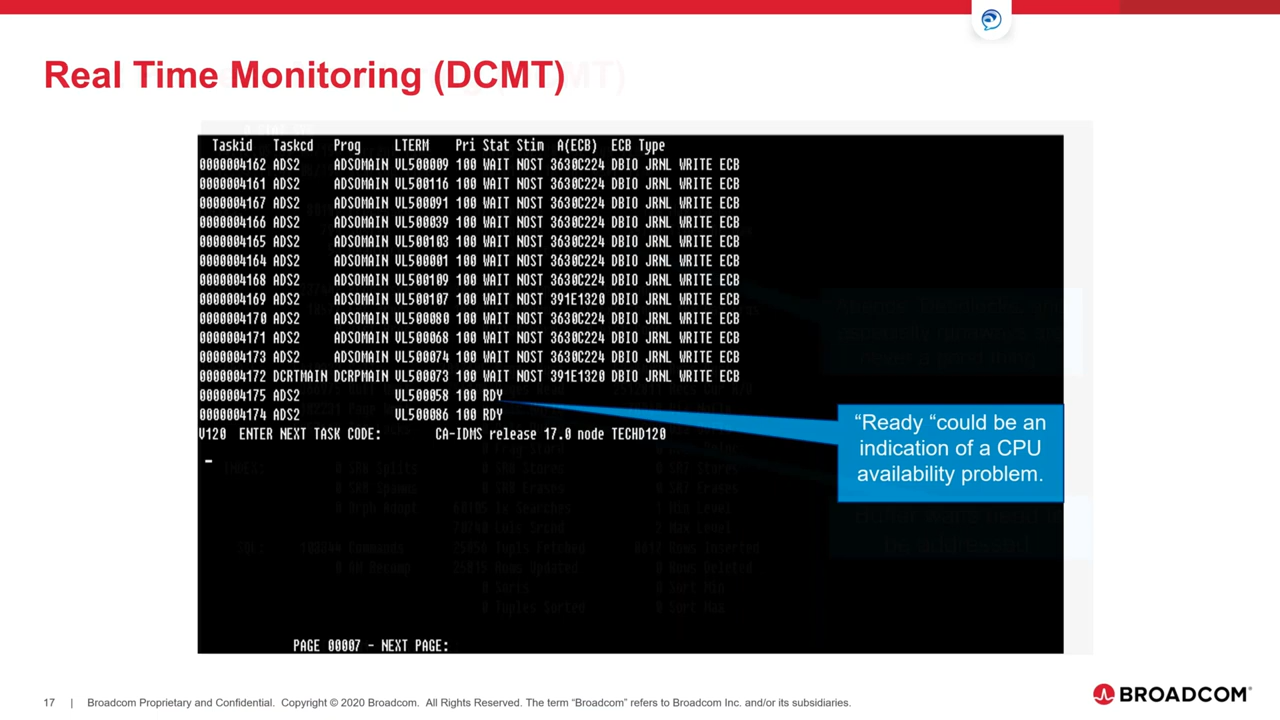 Real Time Monitoring (DCMT)
Taskid Taskcd Prog LTERM Pri Stat Stim A(ECB) ECB Type
0000004162 ADS2 ADSOMAIN VL500009 100 WAIT NOST 3630C224 DBIO JRNL WRITE ECB
0000004161 ADS2 ADSOMAIN VL500116 100 WAIT NOST 3630C224 DBIO JRNL WRITE ECB
0000004167 ADS2 ADSOMAIN VL500091 100 WAIT NOST 3630C224 DBIO JRNL WRITE ECB
0000004166 ADS2 ADSOMAIN VL500039 100 WAIT NOST 3630C224 DBIO JRNL WRITE ECB
0000004165 ADS2 ADSOMAIN VL500103 100 WAIT NOST 3630C224 DBIO JRNL WRITE ECB
0000004164 ADS2 ADSOMAIN VL500001 100 WAIT NOST 3630C224 DBIO JRNL WRITE ECB
0000004168 ADS2 ADSOMAIN VL500109 100 WAIT NOST 3630C224 DBIO JRNL WRITE ECB
0000004169 ADS2 ADSOMAIN VL500107 100 WAIT NOST 391E1320 DBIO JRNL WRITE ECB
0000004170 ADS2 ADSOMAIN VL500080 100 WAIT NOST 3630C224 DBIO JRNL WRITE ECB
0000004171 ADS2 ADSOMAIN VL500068 100 WAIT NOST 3630C224 DBIO JRNL WRITE ECB
0000004173 ADS2 ADSOMAIN VL500074 100 WAIT NOST 3630C224 DBIO JRNL WRITE ECB
0000004172 DCRTMAIN DCRPMAIN VL500073 100 WAIT NOST 391E1320 DBIO JRNL WRITE ECB
0000004175 ADS2 VL500058 100 RDY
0000004174 ADS2 VL500086 100 RDY
V120 ENTER NEXT TASK CODE: CA-IDMS release 17.0 node TECHD120
PAGE 00007 - NEXT PAGE:
“Ready “could be an
indication of a CPU
availability problem.
17 | Broadcom Proprietary and Confidential. Copyright © 2020 Broadcom. All Rights Reserved. The term “Broadcom” refers to Broadcom Inc. and/or its subsidiaries.
BROADCOM®